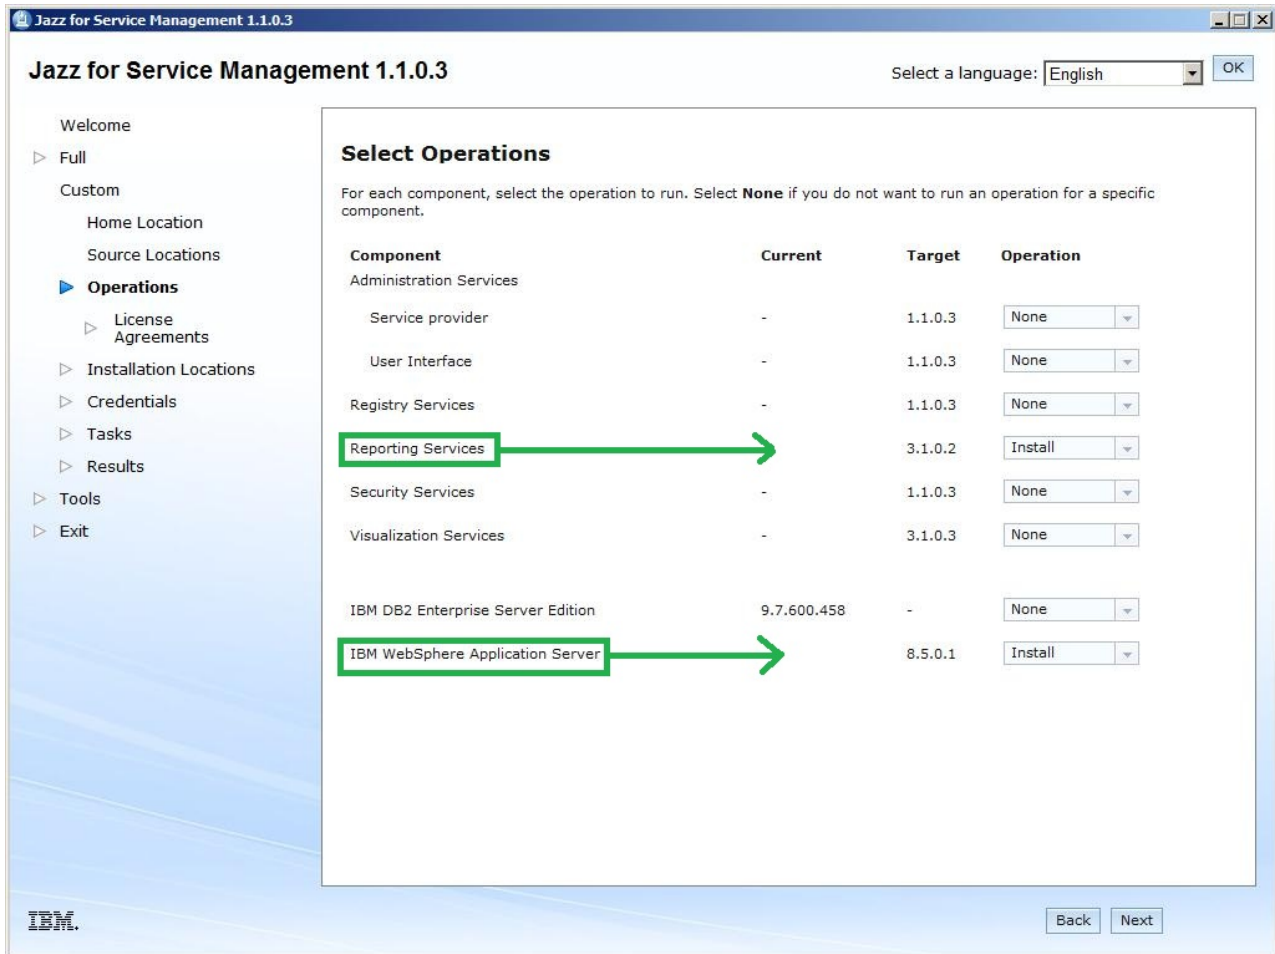 Jazz for Service Management 1.1.0.3
Jazz for Service Management 1.1.0.3
Select a language: English OK
Welcome
Full
Custom
Home Location
Source Locations
Operations
License
Agreements
Installation Locations
Credentials
Tasks
Results
Tools
Exit
Select Operations
For each component, select the operation to run. Select None if you do not want to run an operation for a specific
component.
Component Current Target Operation
Administration Services
Service provider - 1.1.0.3 None
User Interface - 1.1.0.3 None
Registry Services - 1.1.0.3 None
Reporting Services 3.1.0.2 Install
Security Services - 1.1.0.3 None
Visualization Services - 3.1.0.3 None
IBM DB2 Enterprise Server Edition 9.7.600.458 - None
IBM WebSphere Application Server 8.5.0.1 Install
IBM.
Back Next